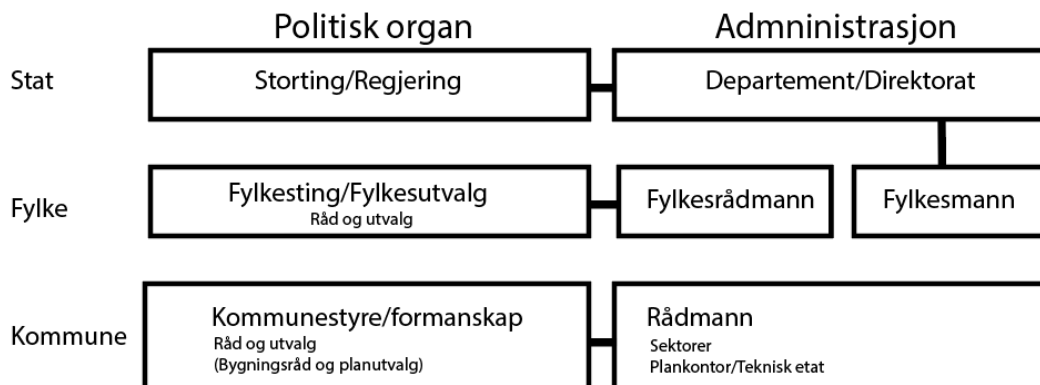 Politisk organ
Admninistrasjon
Stat
Storting/Regjering
Departement/Direktorat
Fylke
Fylkesting/Fylkesutvalg
Råd og utvalg
Fylkesrådmann
Fylkesmann
Kommune
Kommunestyre/formanskap
Råd og utvalg
(Bygningsråd og planutvalg)
Rådmann
Sektorer
Plankontor/Teknisk etat